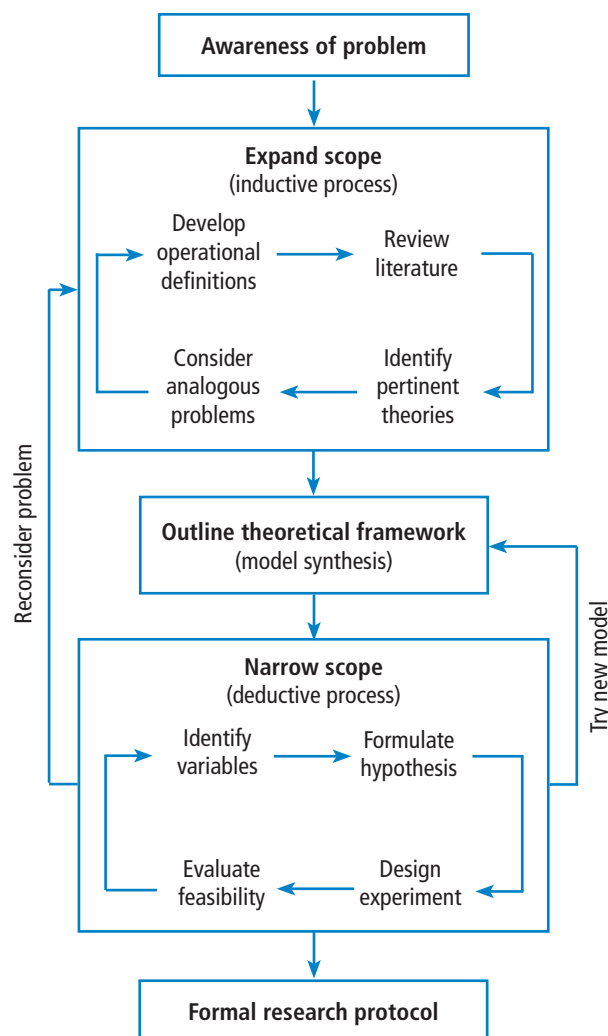 Awareness of problem
Expand scope
(inductive process)
Develop
operational
definitions
Review
literature
Consider
analogous
problems
Identify
pertinent
theories
Reconsider problem
Outline theoretical framework
(model synthesis)
Try new model
Narrow scope
(deductive process)
Identify
variables
Formulate
hypothesis
Evaluate
feasibility
Design
experiment
Formal research protocol